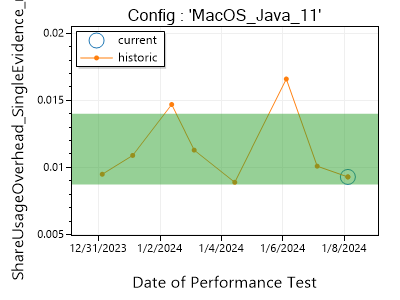 Config : 'MacOS_Java_11'
ShareUsageOverhead_SingleEvidence_
current
historic
0.02
0.015
0.01
0.005
12/31/2023
1/2/2024
1/4/2024
1/6/2024
1/8/2024
Date of Performance Test